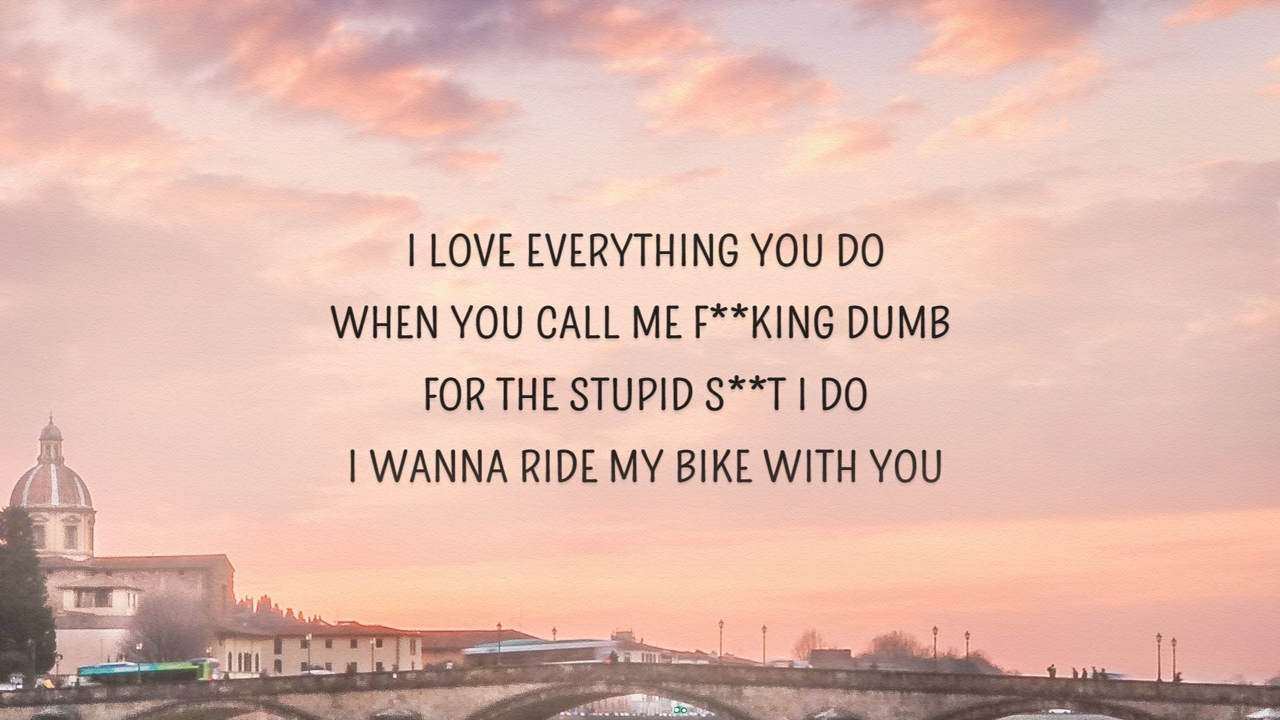 I LOVE EVERYTHING YOU DO
WHEN YOU CALL ME F**KING DUMB
FOR THE STUPID S**T I DO
I WANNA RIDE MY BIKE WITH YOU